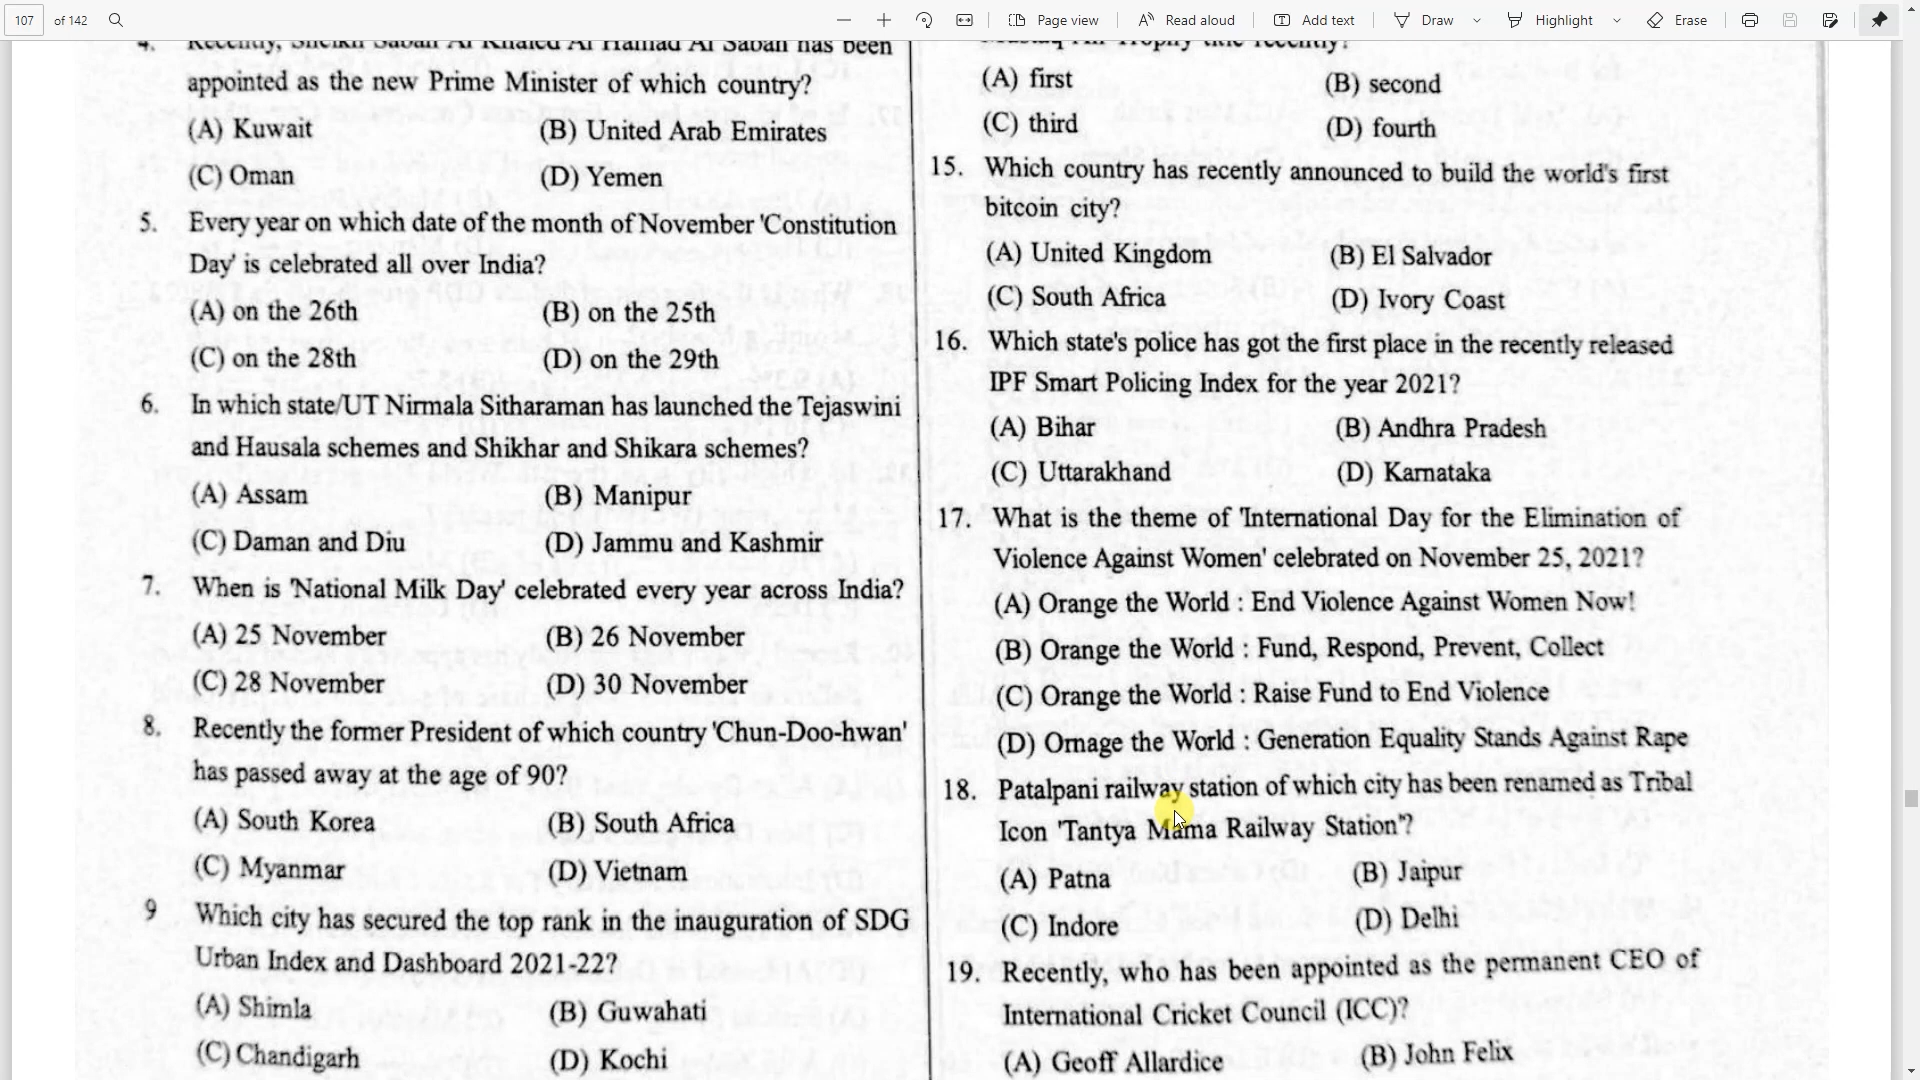 107
of 142
Page view
Read aloud
Add text
Draw
Highlight
Erase
4. Recently, Sheikh Sabah Al Khaled Al Hamad Al Sabah has been
appointed as the new Prime Minister of which country?
(A) Kuwait (B) United Arab Emirates
(C) Oman (D) Yemen
5. Every year on which date of the month of November 'Constitution
Day' is celebrated all over India?
(A) on the 26th (B) on the 25th
(C) on the 28th (D) on the 29th
6. In which state/UT Nirmala Sitharaman has launched the Tejaswini
and Hausala schemes and Shikhar and Shikara schemes?
(A) Assam (B) Manipur
(C) Daman and Diu (D) Jammu and Kashmir
7. When is 'National Milk Day' celebrated every year across India?
(A) 25 November (B) 26 November
(C) 28 November (D) 30 November
8. Recently the former President of which country 'Chun-Doo-hwan'
has passed away at the age of 90?
(A) South Korea (B) South Africa
(C) Myanmar (D) Vietnam
9 Which city has secured the top rank in the inauguration of SDG
Urban Index and Dashboard 2021-22?
(A) Shimla (B) Guwahati
(C) Chandigarh (D) Kochi
Trophy title recently?
(A) first (B) second
(C) third (D) fourth
15. Which country has recently announced to build the world's first
bitcoin city?
(A) United Kingdom (B) El Salvador
(C) South Africa (D) Ivory Coast
16. Which state's police has got the first place in the recently released
IPF Smart Policing Index for the year 2021?
(A) Bihar (B) Andhra Pradesh
(C) Uttarakhand (D) Karnataka
17. What is the theme of 'International Day for the Elimination of
Violence Against Women' celebrated on November 25, 2021?
(A) Orange the World : End Violence Against Women Now!
(B) Orange the World : Fund, Respond, Prevent, Collect
(C) Orange the World : Raise Fund to End Violence
(D) Ornage the World : Generation Equality Stands Against Rape
18. Patalpani railway station of which city has been renamed as Tribal
Icon 'Tantya Mama Railway Station'?
(A) Patna (B) Jaipur
(C) Indore (D) Delhi
19. Recently, who has been appointed as the permanent CEO of
International Cricket Council (ICC)?
(A) Geoff Allardice (B) John Felix